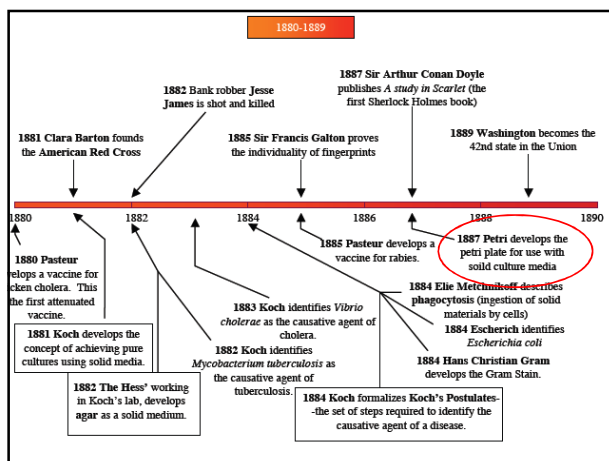 1880-1889
1887 Sir Arthur Conan Doyle
publishes A study in Scarlet (the
first Sherlock Holmes book)
1882 Bank robber Jesse
James is shot and killed
1881 Clara Barton founds
the American Red Cross
1885 Sir Francis Galton proves
the individuality of fingerprints
1889 Washington becomes the
42nd state in the Union
1880
1882
1884
1886
1888
1890
1880 Pasteur
velops a vaccine for
cken cholera. This
the first attenuated
vaccine.
1881 Koch develops the
concept of achieving pure
cultures using solid media.
1882 The Hess' working
in Koch's lab, develops
agar as a solid medium.
1883 Koch identifies Vibrio
cholerae as the causative agent of
cholera.
1882 Koch identifies
Mycobacterium tuberculosis as
the causative agent of
tuberculosis.
1885 Pasteur develops a
vaccine for rabies.
1887 Petri develops the
petri plate for use with
soild culture media
1884 Elie Metchnikoff describes
phagocytosis (ingestion of solid
materials by cells)
1884 Escherich identifies
Escherichia coli
1884 Hans Christian Gram
develops the Gram Stain.
1884 Koch formalizes Koch's Postulates-
-the set of steps required to identify the
causative agent of a disease.